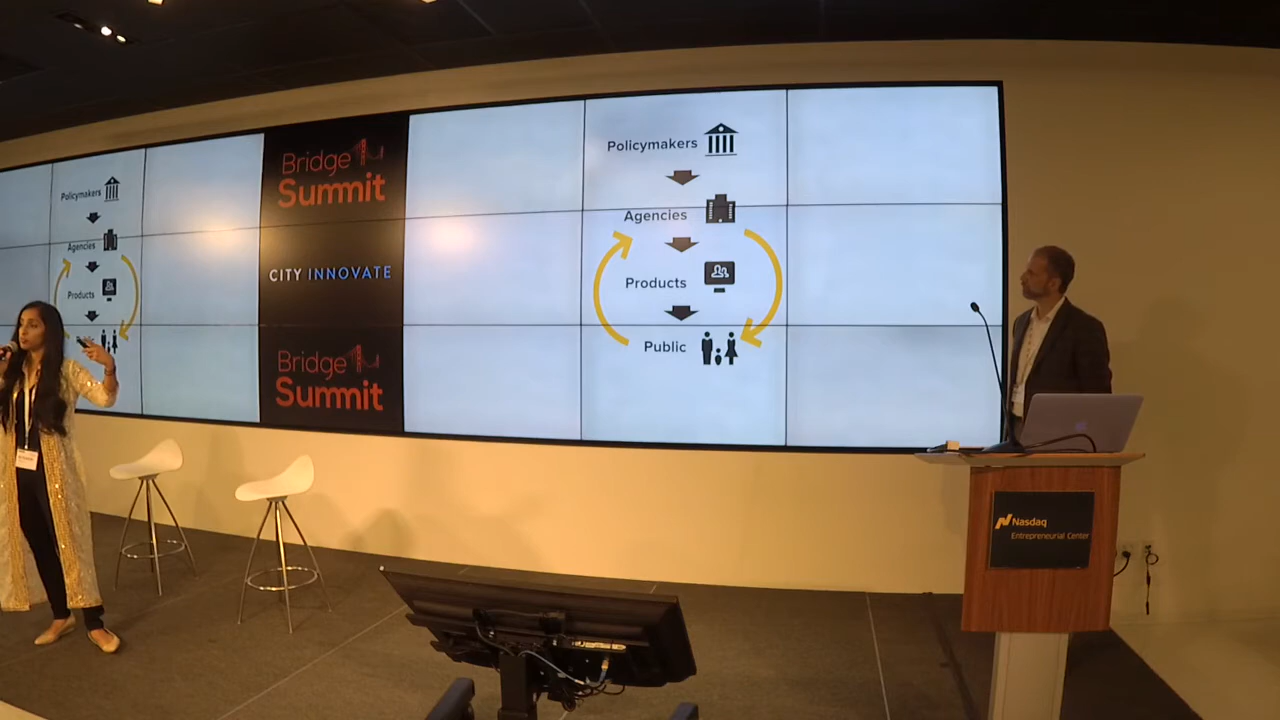 Policymakers
Agencies
Products
Bridge
Summit
CITY INNOVATE
Bridge
Summit
Policymakers
Agencies
Products
Public
Nasdaq
Entrepreneurial Center